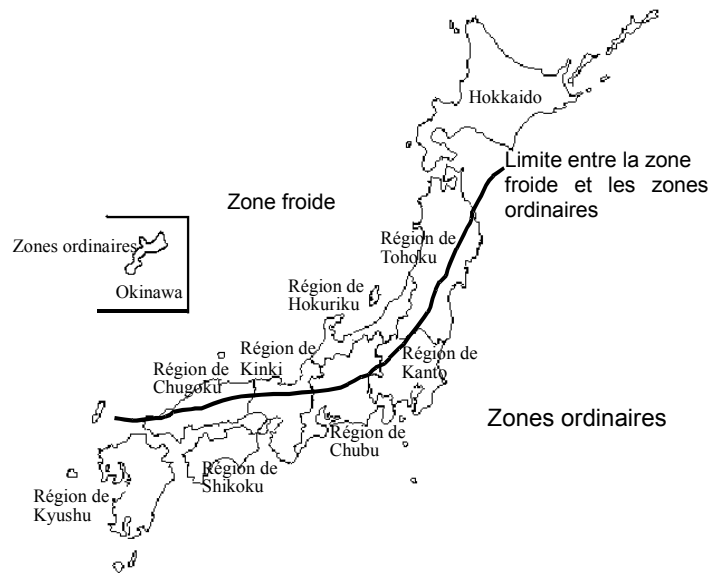 Hokkaido
Limite entre la zone
froide et les zones
ordinaires
Zone froide
Zones ordinaires
Okinawa
Région de
Tohoku
Région de
Hokuriku
Région de
Kinki
Région de
Chugoku
Région de
Kanto
Zones ordinaires
Région de
Chubu
Région de
Shikoku
Région de
Kyushu